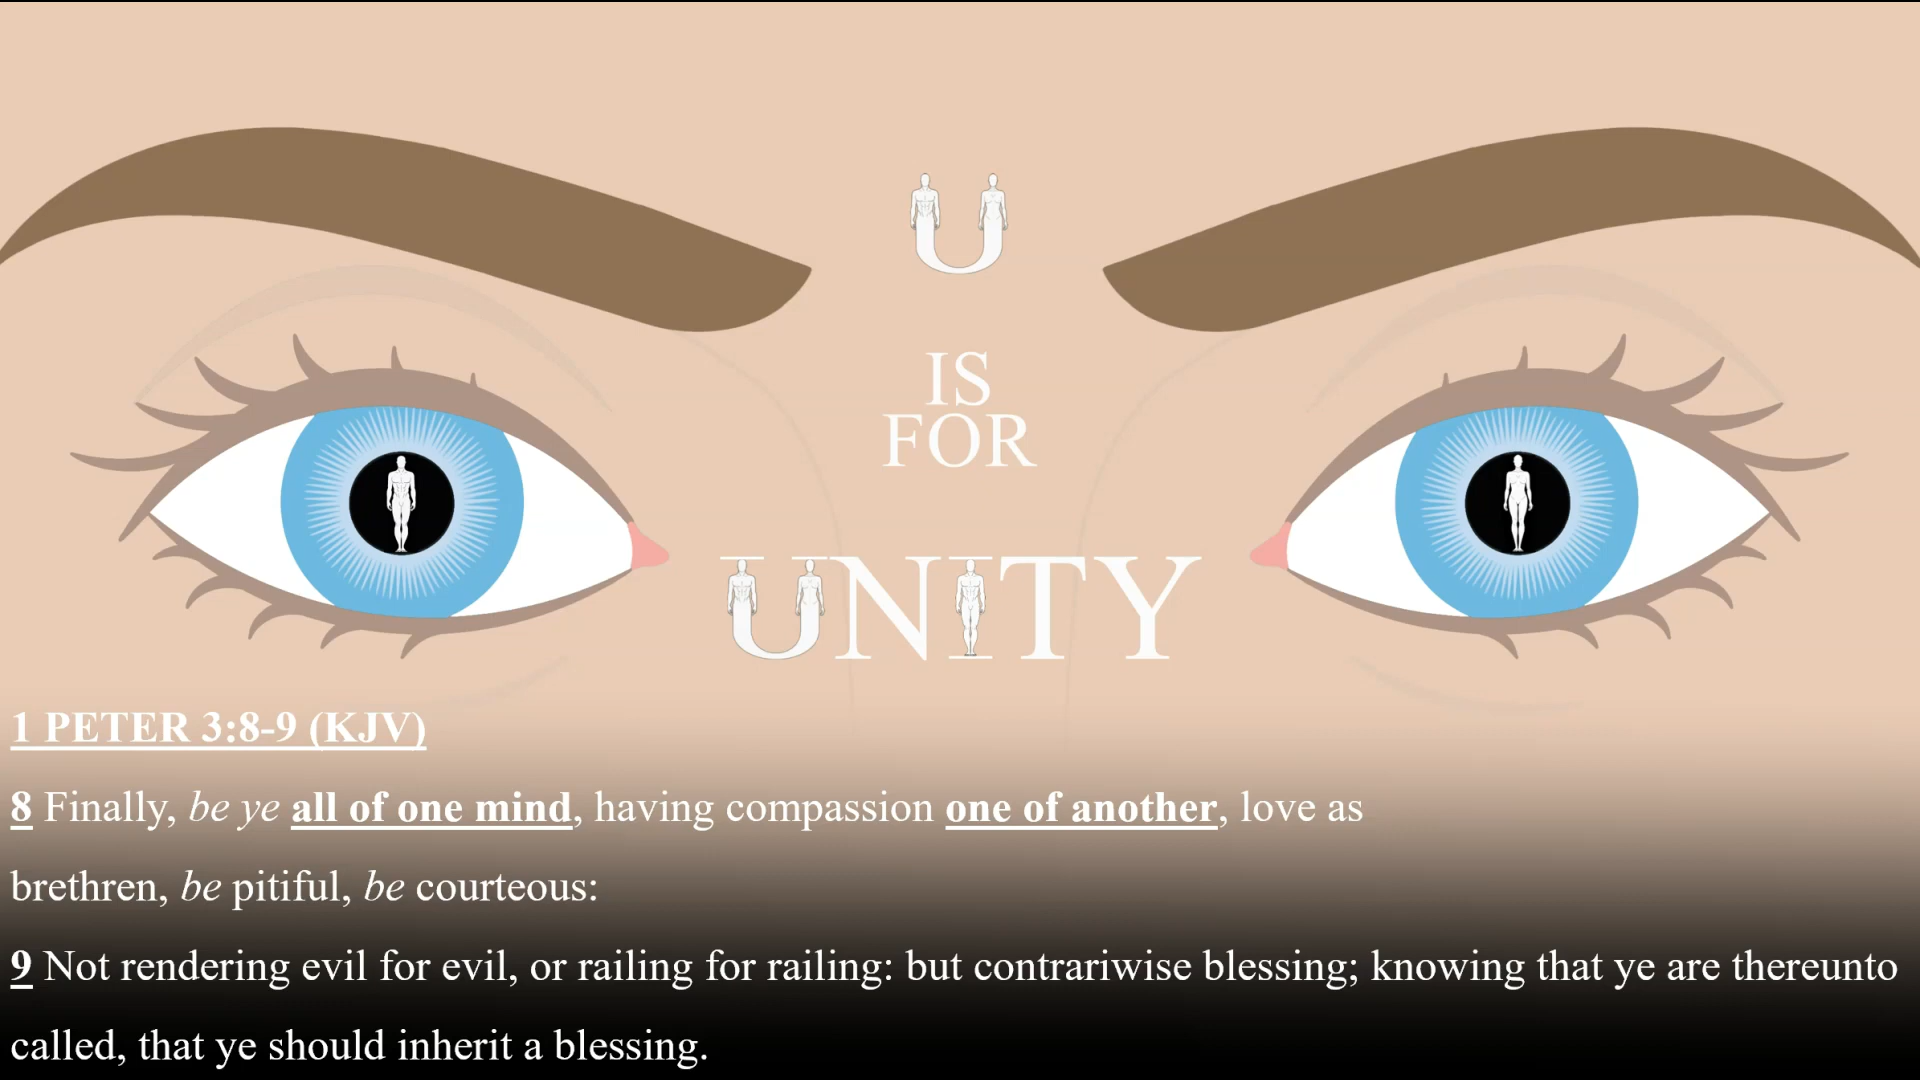 U
IS
FOR
UNITY
1 PETER 3:8-9 (KJV)
8 Finally, be ye all of one mind, having compassion one of another, love as
brethren, be pitiful, be courteous:
9 Not rendering evil for evil, or railing for railing: but contrariwise blessing; knowing that ye are thereunto
called, that ye should inherit a blessing.